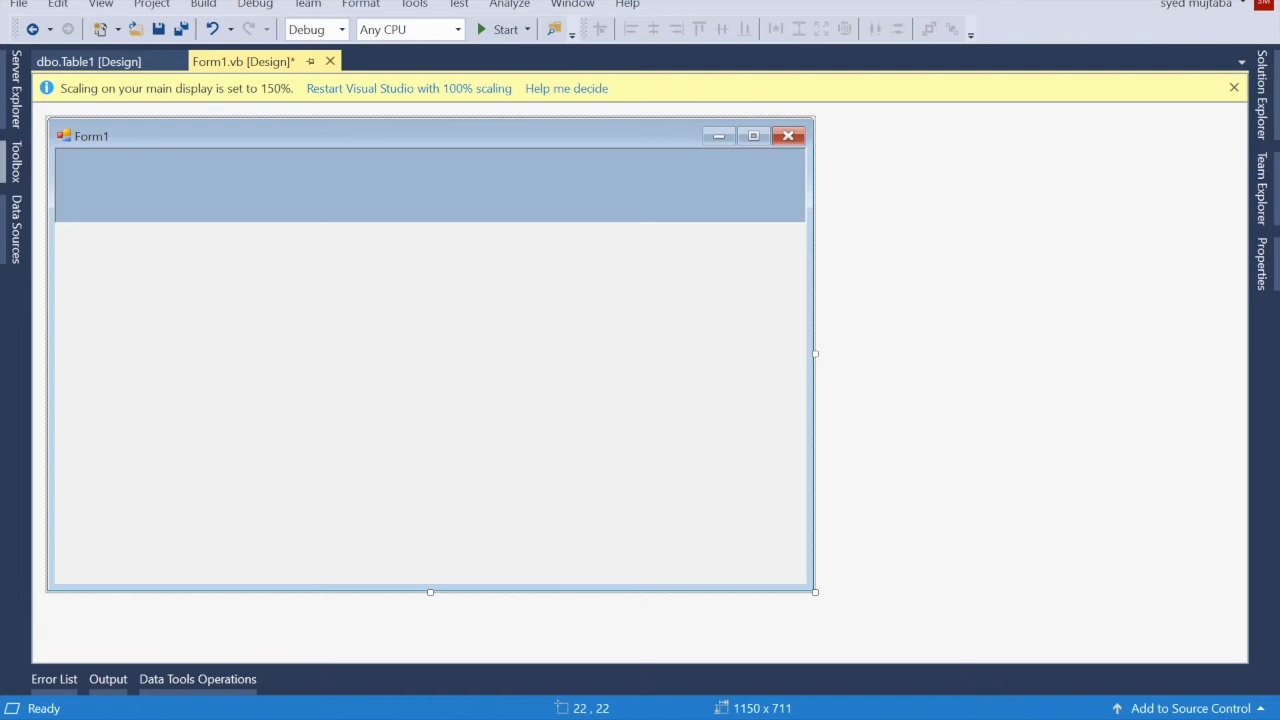 File Edit View Project Build Debug Team Format Tools Test Analyze Window Help syed mujtaba SM
Debug Any CPU Start
dbo.Table1 [Design] Form1.vb [Design]*
Scaling on your main display is set to 150%. Restart Visual Studio with 100% scaling Help me decide
Server Explorer
Toolbox
Data Sources
Form1
Solution Explorer
Team Explorer
Properties
Error List Output Data Tools Operations
Ready 22 , 22 1150 x 711 Add to Source Control